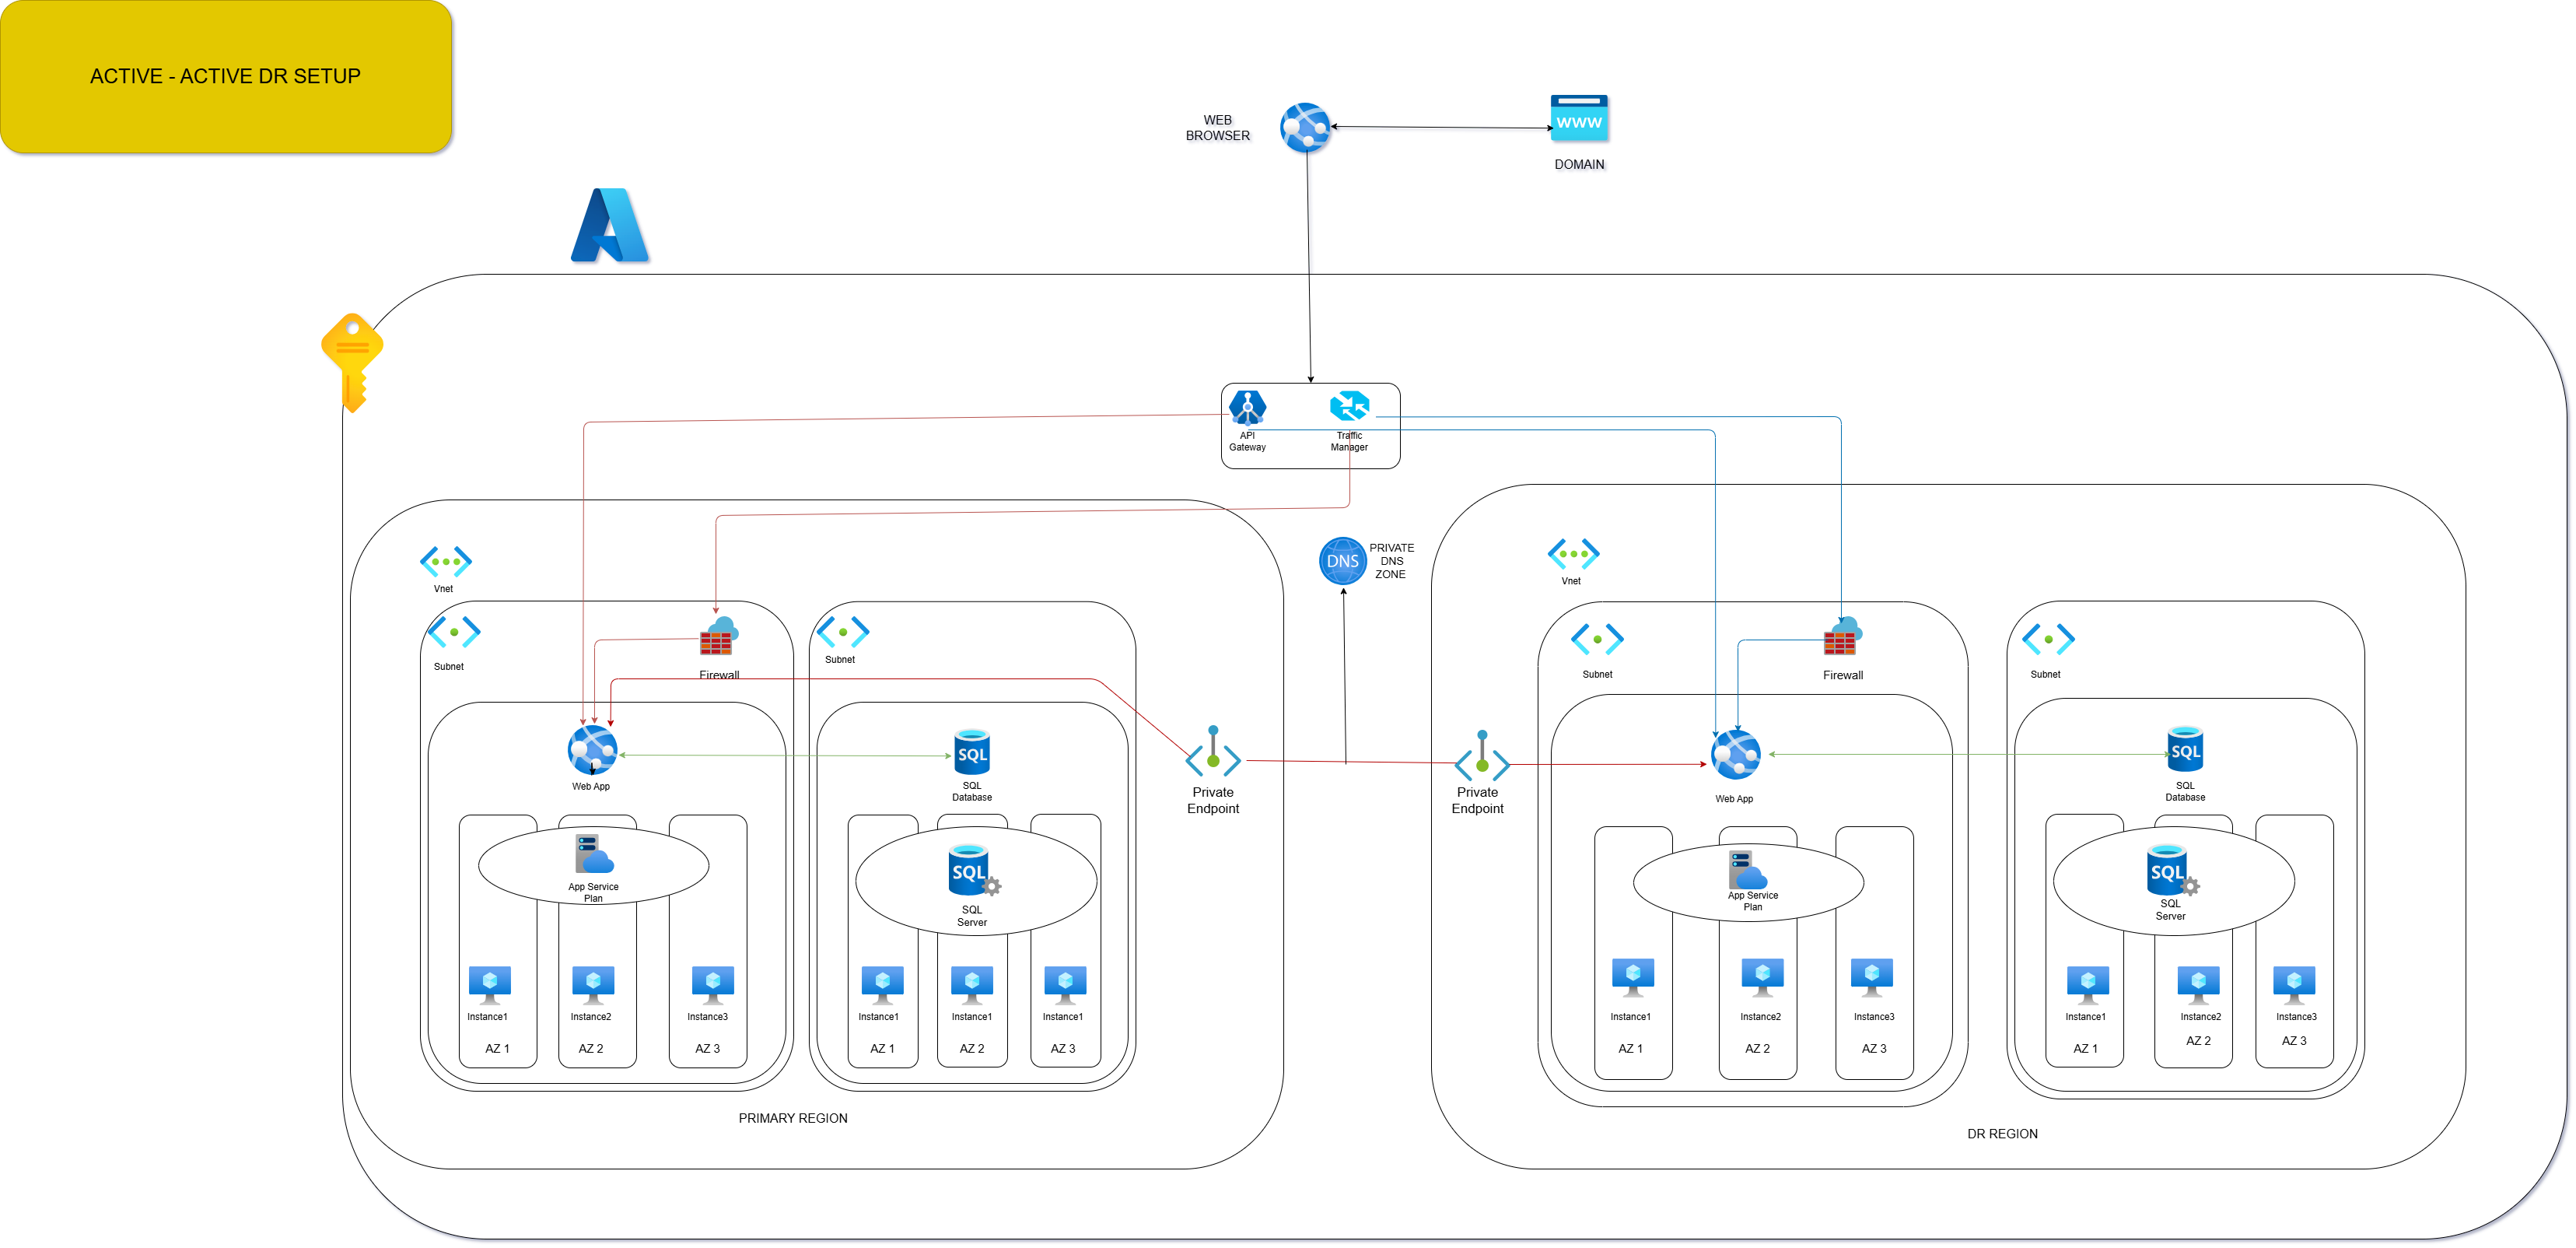 ACTIVE - ACTIVE DR SETUP
WEB
BROWSER
WWW
DOMAIN
API
Gateway
Traffic
Manager
Vnet
Subnet
Firewall
Subnet
Web App
SQL
SQL
Database
App Service
Plan
SQL
SQL
Server
Instance1
Instance2
Instance3
AZ 1
AZ 2
AZ 3
Instance1
Instance1
Instance1
AZ 1
AZ 2
AZ 3
PRIMARY REGION
Private
Endpoint
DNS
PRIVATE
DNS
ZONE
Private
Endpoint
Vnet
Subnet
Firewall
Subnet
Web App
SQL
SQL
Database
App Service
Plan
SQL
SQL
Server
Instance1
Instance2
Instance3
AZ 1
AZ 2
AZ 3
Instance1
Instance2
Instance3
AZ 1
AZ 2
AZ 3
DR REGION